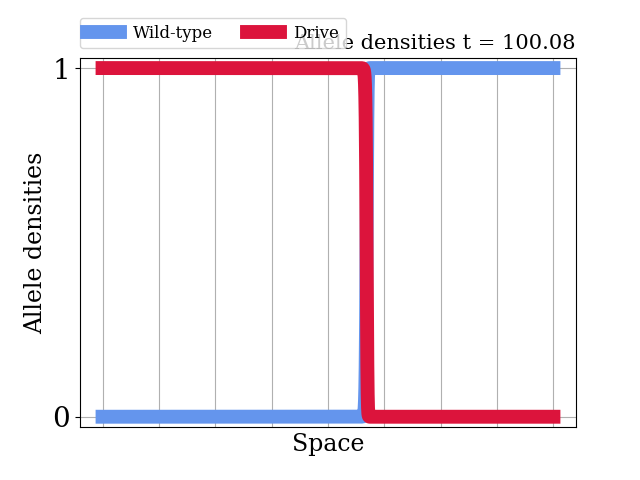 Wild-type Drive
Allele densities t = 100.08
1
Allele densities
0
Space